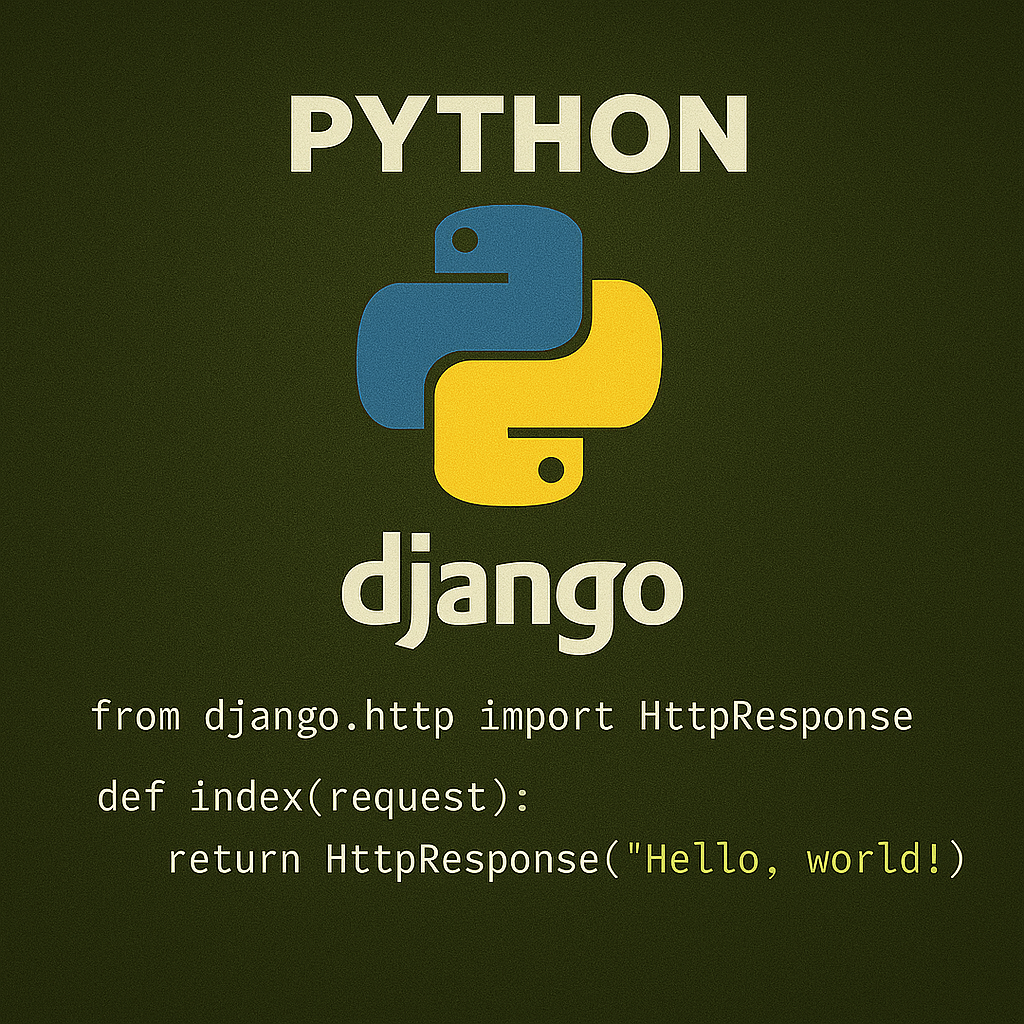 PYTHON
django
from django.http import HttpResponse
def index(request):
    return HttpResponse("Hello, world!)